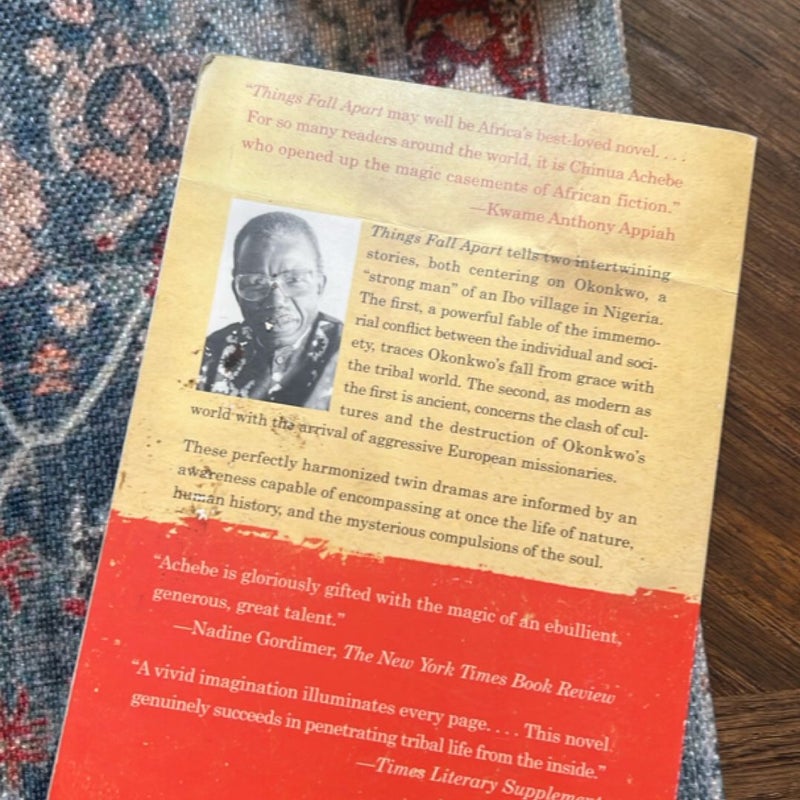 “Things Fall Apart may well be Africa’s best-loved novel. . . .
For so many readers around the world, it is Chinua Achebe
who opened up the magic casements of African fiction.”
—Kwame Anthony Appiah
Things Fall Apart tells two intertwining
stories, both centering on Okonkwo, a
“strong man” of an Ibo village in Nigeria.
The first, a powerful fable of the immemo-
rial conflict between the individual and soci-
ety, traces Okonkwo’s fall from grace with
the tribal world. The second, as modern as
the first is ancient, concerns the clash of cul-
tures and the destruction of Okonkwo’s
world with the arrival of aggressive European missionaries.
These perfectly harmonized twin dramas are informed by an
awareness capable of encompassing at once the life of nature,
human history, and the mysterious compulsions of the soul.
“Achebe is gloriously gifted with the magic of an ebullient,
generous, great talent.”
—Nadine Gordimer, The New York Times Book Review
“A vivid imagination illuminates every page. . . . This novel
genuinely succeeds in penetrating tribal life from the inside.”
—Times Literary Supplement